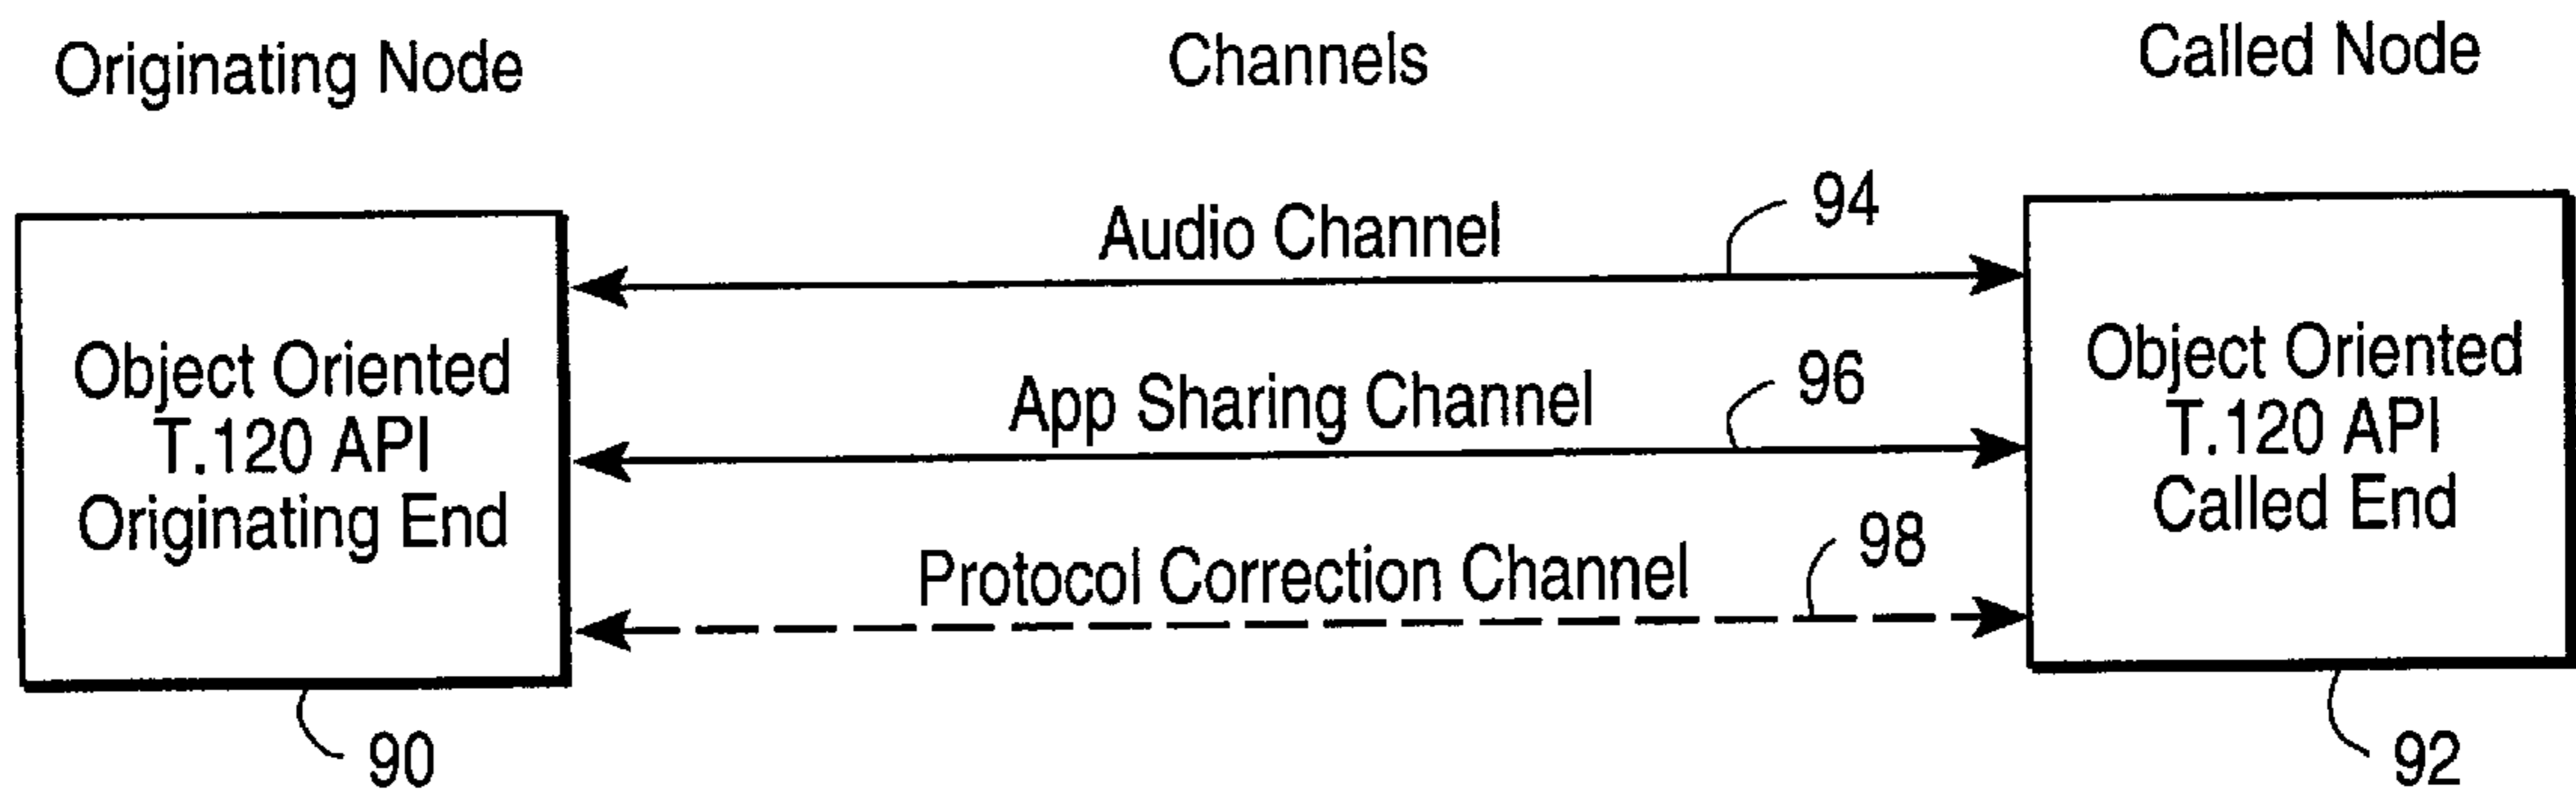 Originating Node
Channels
Called Node
Audio Channel
94
Object Oriented
T.120 API
Originating End
App Sharing Channel
96
Object Oriented
T.120 API
Called End
Protocol Correction Channel
98
90
92